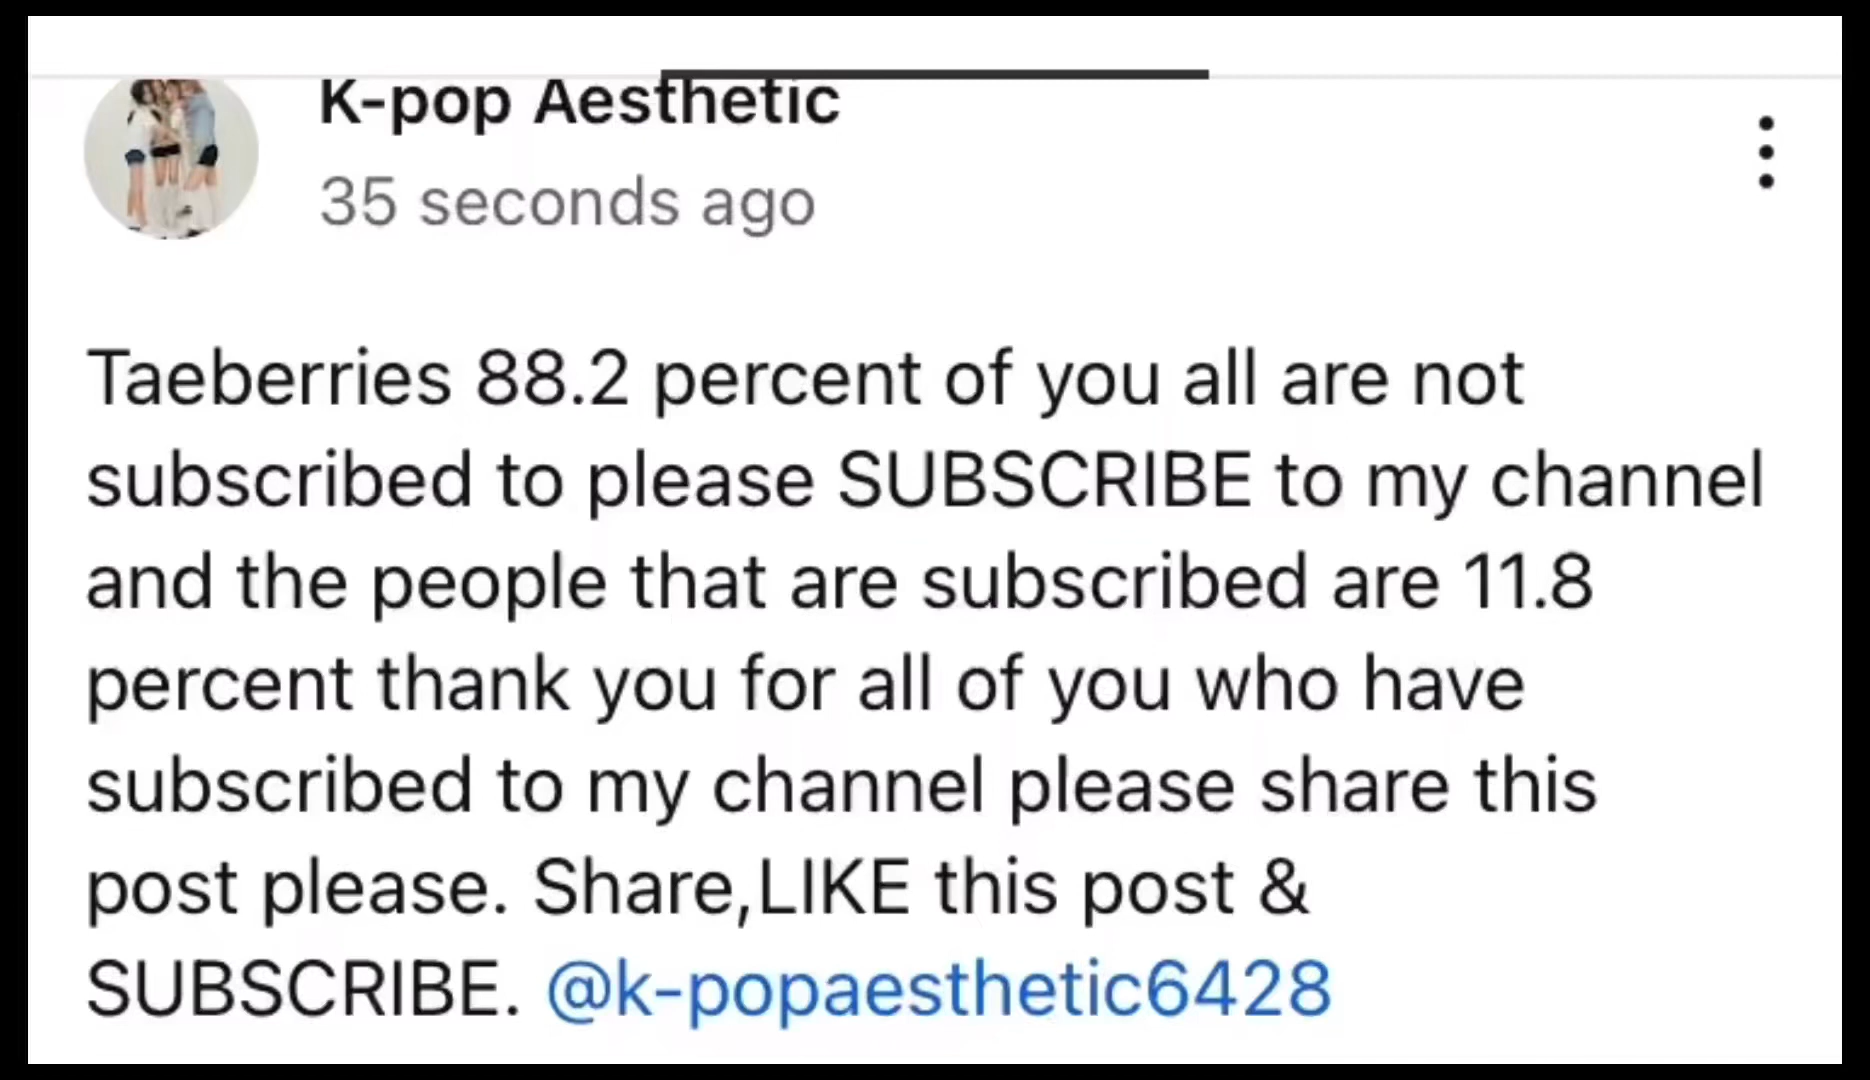 K-pop Aesthetic
35 seconds ago
Taeberries 88.2 percent of you all are not
subscribed to please SUBSCRIBE to my channel
and the people that are subscribed are 11.8
percent thank you for all of you who have
subscribed to my channel please share this
post please. Share,LIKE this post &
SUBSCRIBE. @k-popaesthetic6428